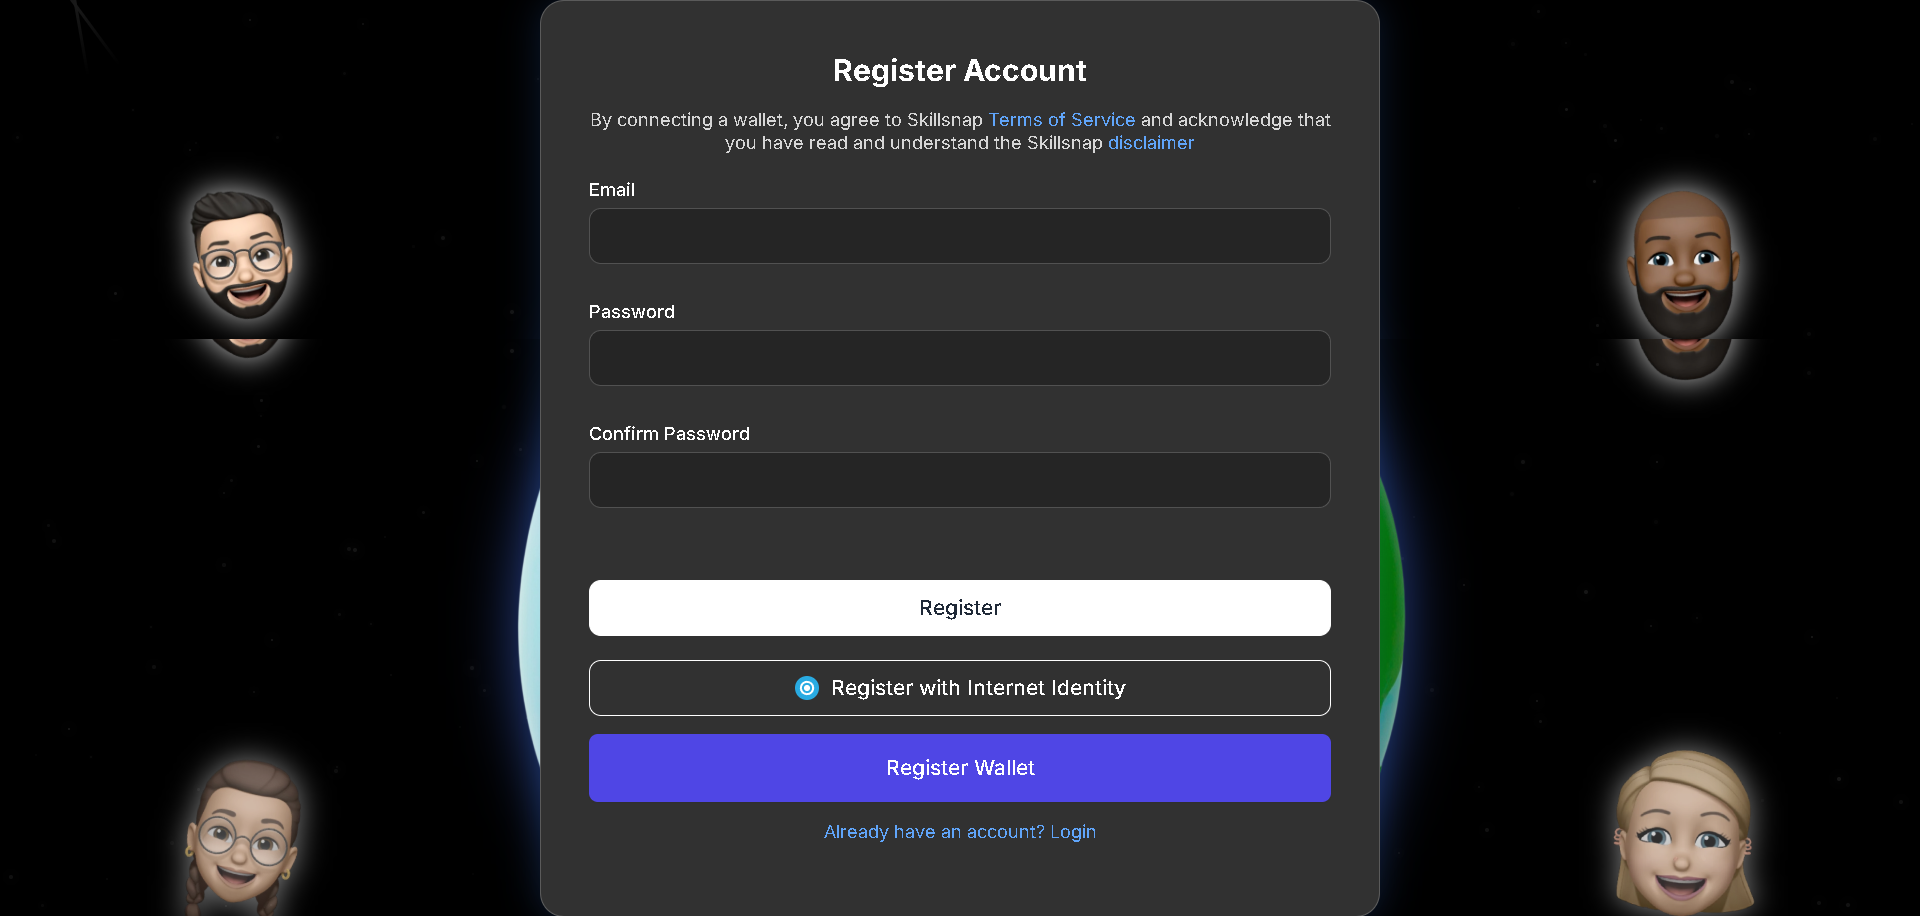 Register Account
By connecting a wallet, you agree to Skillsnap Terms of Service and acknowledge that
you have read and understand the Skillsnap disclaimer
Email
Password
Confirm Password
Register
Register with Internet Identity
Register Wallet
Already have an account? Login